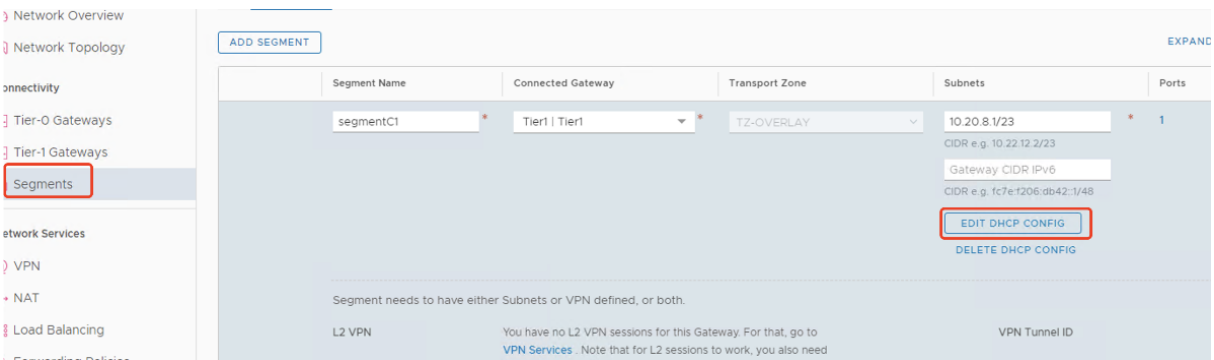 Network Overview
Network Topology
ADD SEGMENT
EXPAND
Segment Name
Connected Gateway
Transport Zone
Subnets
Ports
onnectivity
segmentC1 *
Tier1 | Tier1 *
TZ-OVERLAY
10.20.8.1/23 *
1
Tier-0 Gateways
CIDR e.g. 10.22.12.2/23
Tier-1 Gateways
Gateway CIDR IPv6
Segments
CIDR e.g. fc7e:f206:db42::1/48
EDIT DHCP CONFIG
etwork Services
DELETE DHCP CONFIG
VPN
NAT
Segment needs to have either Subnets or VPN defined, or both.
Load Balancing
L2 VPN
You have no L2 VPN sessions for this Gateway. For that, go to
VPN Tunnel ID
VPN Services . Note that for L2 sessions to work, you also need
Forwarding Policies